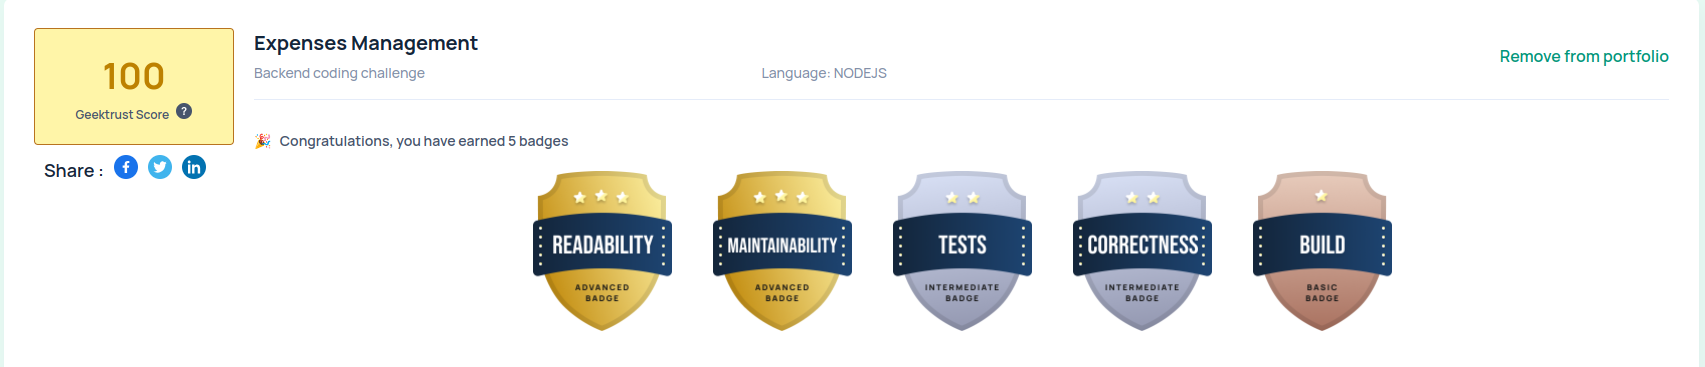 100
Geektrust Score ?
Share :
Expenses Management
Backend coding challenge
Language: NODEJS
Remove from portfolio
Congratulations, you have earned 5 badges
READABILITY
ADVANCED
BADGE
MAINTAINABILITY
ADVANCED
BADGE
TESTS
INTERMEDIATE
BADGE
CORRECTNESS
INTERMEDIATE
BADGE
BUILD
BASIC
BADGE